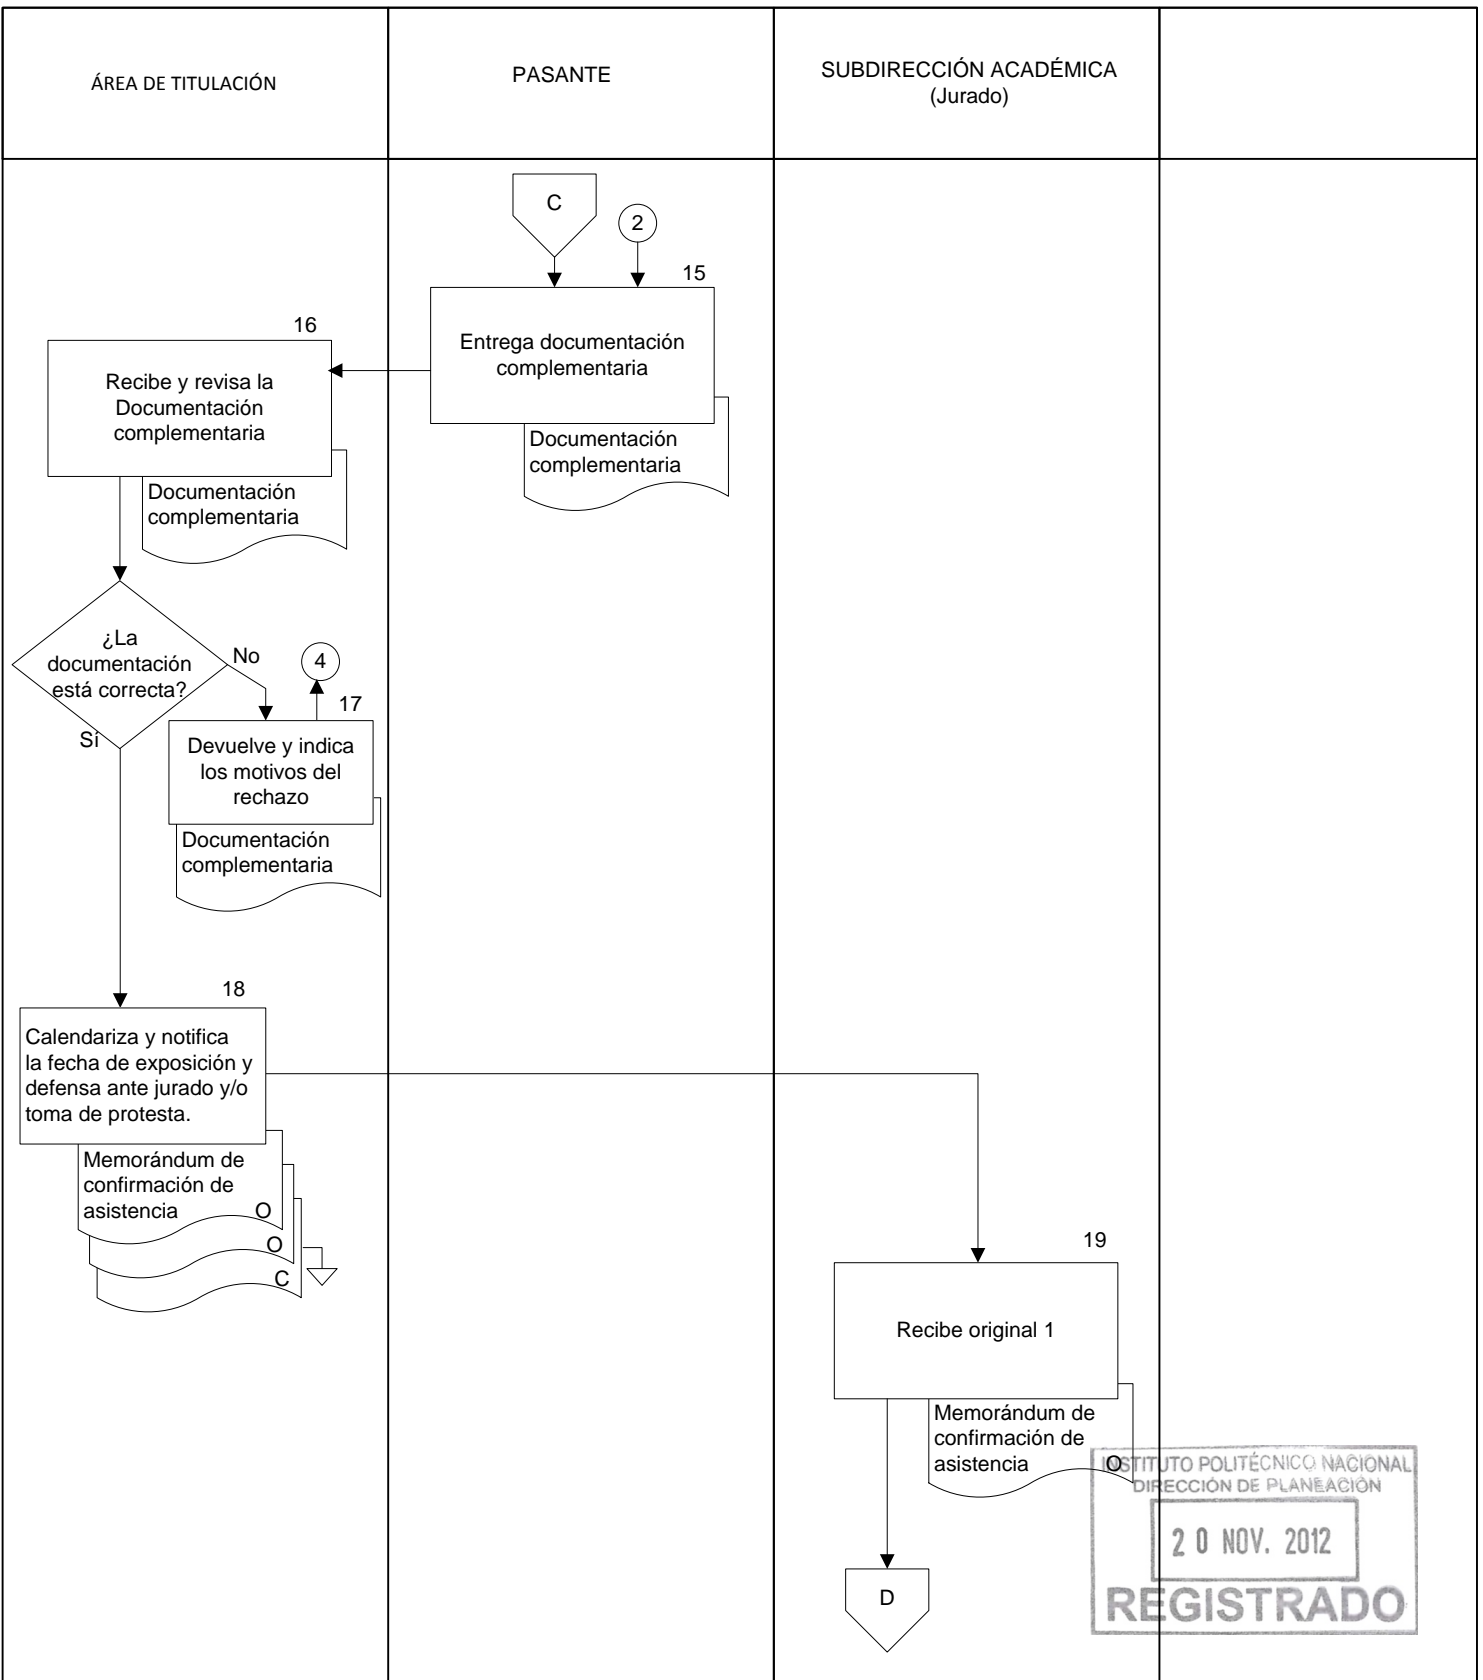 ÁREA DE TITULACIÓN
PASANTE
SUBDIRECCIÓN ACADÉMICA
(Jurado)
C
2
15
Entrega documentación
complementaria
Documentación
complementaria
16
Recibe y revisa la
Documentación
complementaria
Documentación
complementaria
¿La
documentación
está correcta?
No
Sí
4
17
Devuelve y indica
los motivos del
rechazo
Documentación
complementaria
18
Calendariza y notifica
la fecha de exposición y
defensa ante jurado y/o
toma de protesta.
Memorándum de
confirmación de
asistencia O
O
C
19
Recibe original 1
Memorándum de
confirmación de
asistencia O
D
INSTITUTO POLITÉCNICO NACIONAL
DIRECCIÓN DE PLANEACIÓN
20 NOV. 2012
REGISTRADO